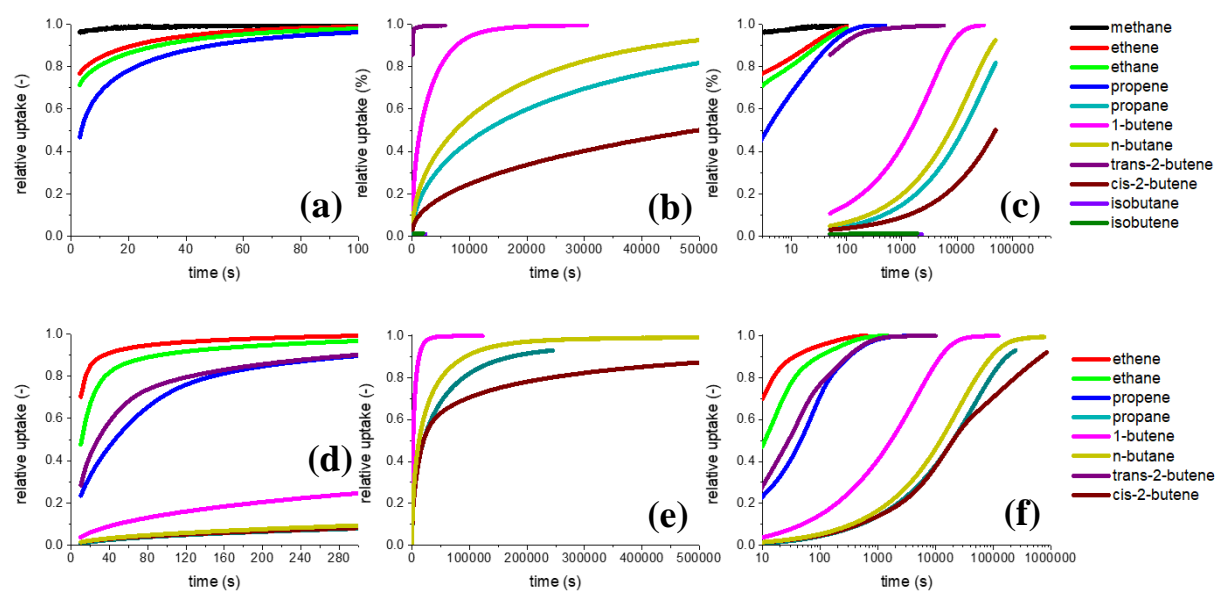 relative uptake (-)
1.0
0.8
0.6
0.4
0.2
0.0
0 20 40 60 80 100
time (s)
(a)
relative uptake (%)
1.0
0.8
0.6
0.4
0.2
0.0
0 10000 20000 30000 40000 50000
time (s)
(b)
relative uptake (%)
1.0
0.8
0.6
0.4
0.2
0.0
10 100 1000 10000 100000
time (s)
(c)
methane
ethene
ethane
propene
propane
1-butene
n-butane
trans-2-butene
cis-2-butene
isobutane
isobutene
relative uptake (-)
1.0
0.8
0.6
0.4
0.2
0.0
0 40 80 120 160 200 240 280
time (s)
(d)
relative uptake (-)
1.0
0.8
0.6
0.4
0.2
0.0
0 100000 200000 300000 400000 500000
time (s)
(e)
relative uptake (-)
1.0
0.8
0.6
0.4
0.2
0.0
10 100 1000 10000 100000 1000000
time (s)
(f)
ethene
ethane
propene
propane
1-butene
n-butane
trans-2-butene
cis-2-butene